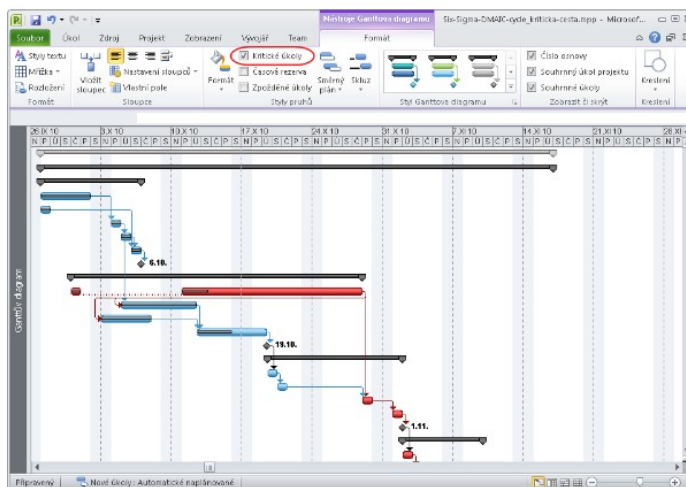 Nástroje Ganttova diagramu
Six-Sigma-DMAIC-cycle_kriticka-cesta.mpp - Microsof...
Soubor Úkol Zdroj Projekt Zobrazení Vývojář Team Formát
Styly textu
Mřížka
Rozložení
Formát
Vložit sloupec
Nastavení sloupců
Vlastní pole
Sloupce
Formát
Kritické úkoly
Časová rezerva
Zpožděné úkoly
Styly pruhů
Směrný plán
Skluz
Styl Ganttova diagramu
Číslo osnovy
Souhrnný úkol projektu
Souhrnné úkoly
Zobrazit či skrýt
Kreslení
Kreslení
26.IX 10 3.X 10 10.X 10 17.X 10 24.X 10 31.X 10 7.XI 10 14.XI 10 21.XI 10 28.XI
N P Ú S Č P S N P Ú S Č P S N P Ú S Č P S N P Ú S Č P S N P Ú S Č P S N P Ú S Č P S N P Ú S Č P S N P Ú S Č P S N P Ú S Č P S N P
6.10.
19.10.
1.11.
Ganttův diagram
Připravený
Nové úkoly: Automatické naplánované